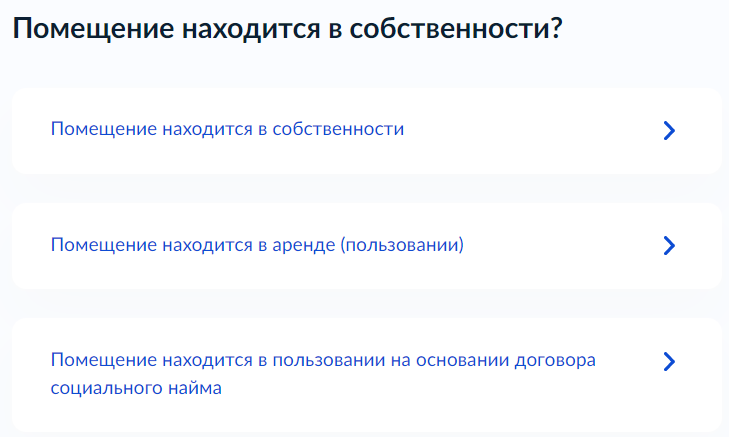 Помещение находится в собственности?
Помещение находится в собственности
Помещение находится в аренде (пользовании)
Помещение находится в пользовании на основании договора
социального найма